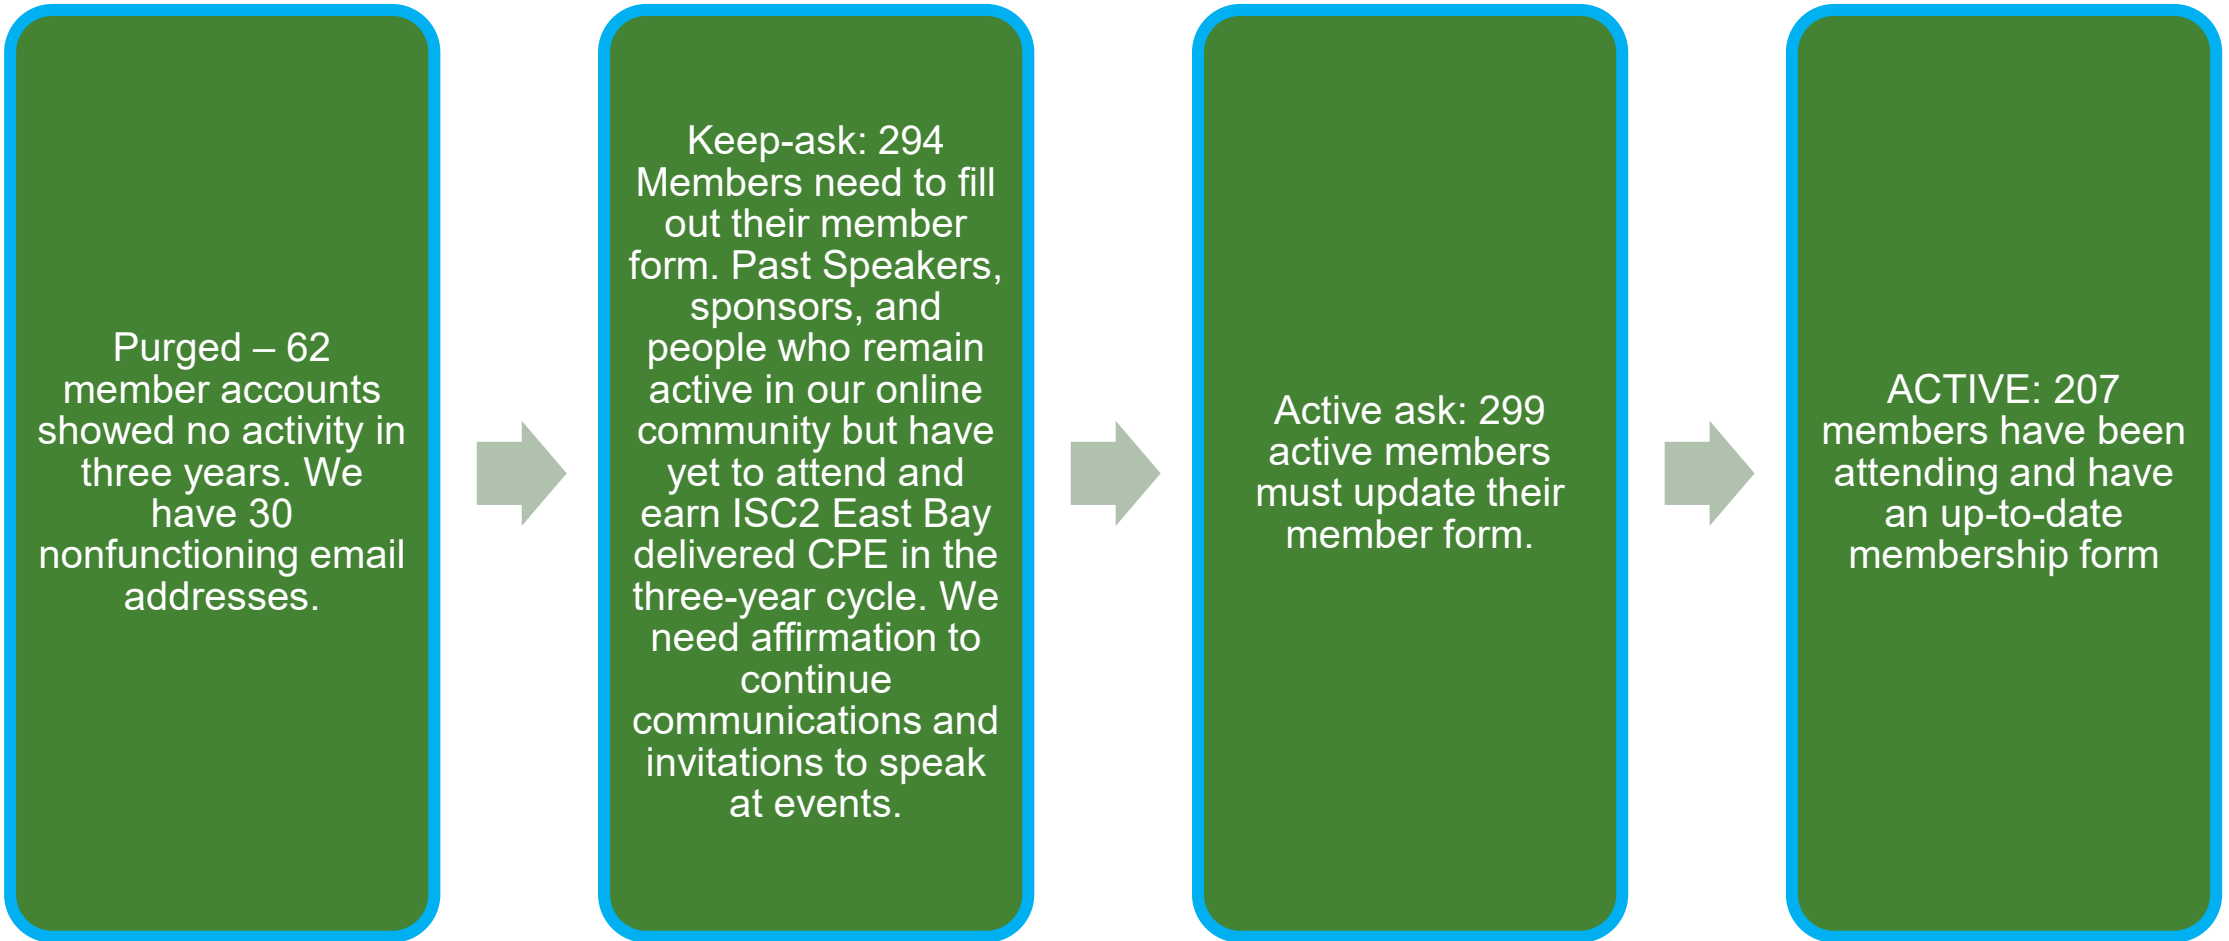 Purged – 62
member accounts
showed no activity in
three years. We
have 30
nonfunctioning email
addresses.
Keep-ask: 294
Members need to fill
out their member
form. Past Speakers,
sponsors, and
people who remain
active in our online
community but have
yet to attend and
earn ISC2 East Bay
delivered CPE in the
three-year cycle. We
need affirmation to
continue
communications and
invitations to speak
at events.
Active ask: 299
active members
must update their
member form.
ACTIVE: 207
members have been
attending and have
an up-to-date
membership form